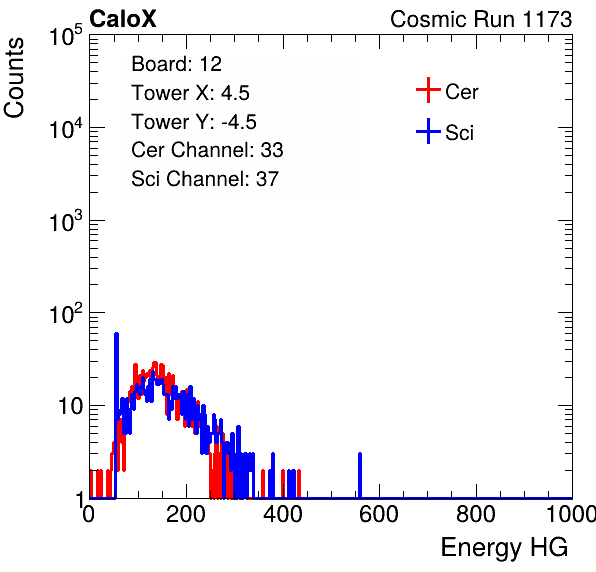 CaloX Cosmic Run 1173
Counts
Board: 12
Tower X: 4.5
Tower Y: -4.5
Cer Channel: 33
Sci Channel: 37
Cer
Sci
10^5
10^4
10^3
10^2
10
1
0 200 400 600 800 1000
Energy HG